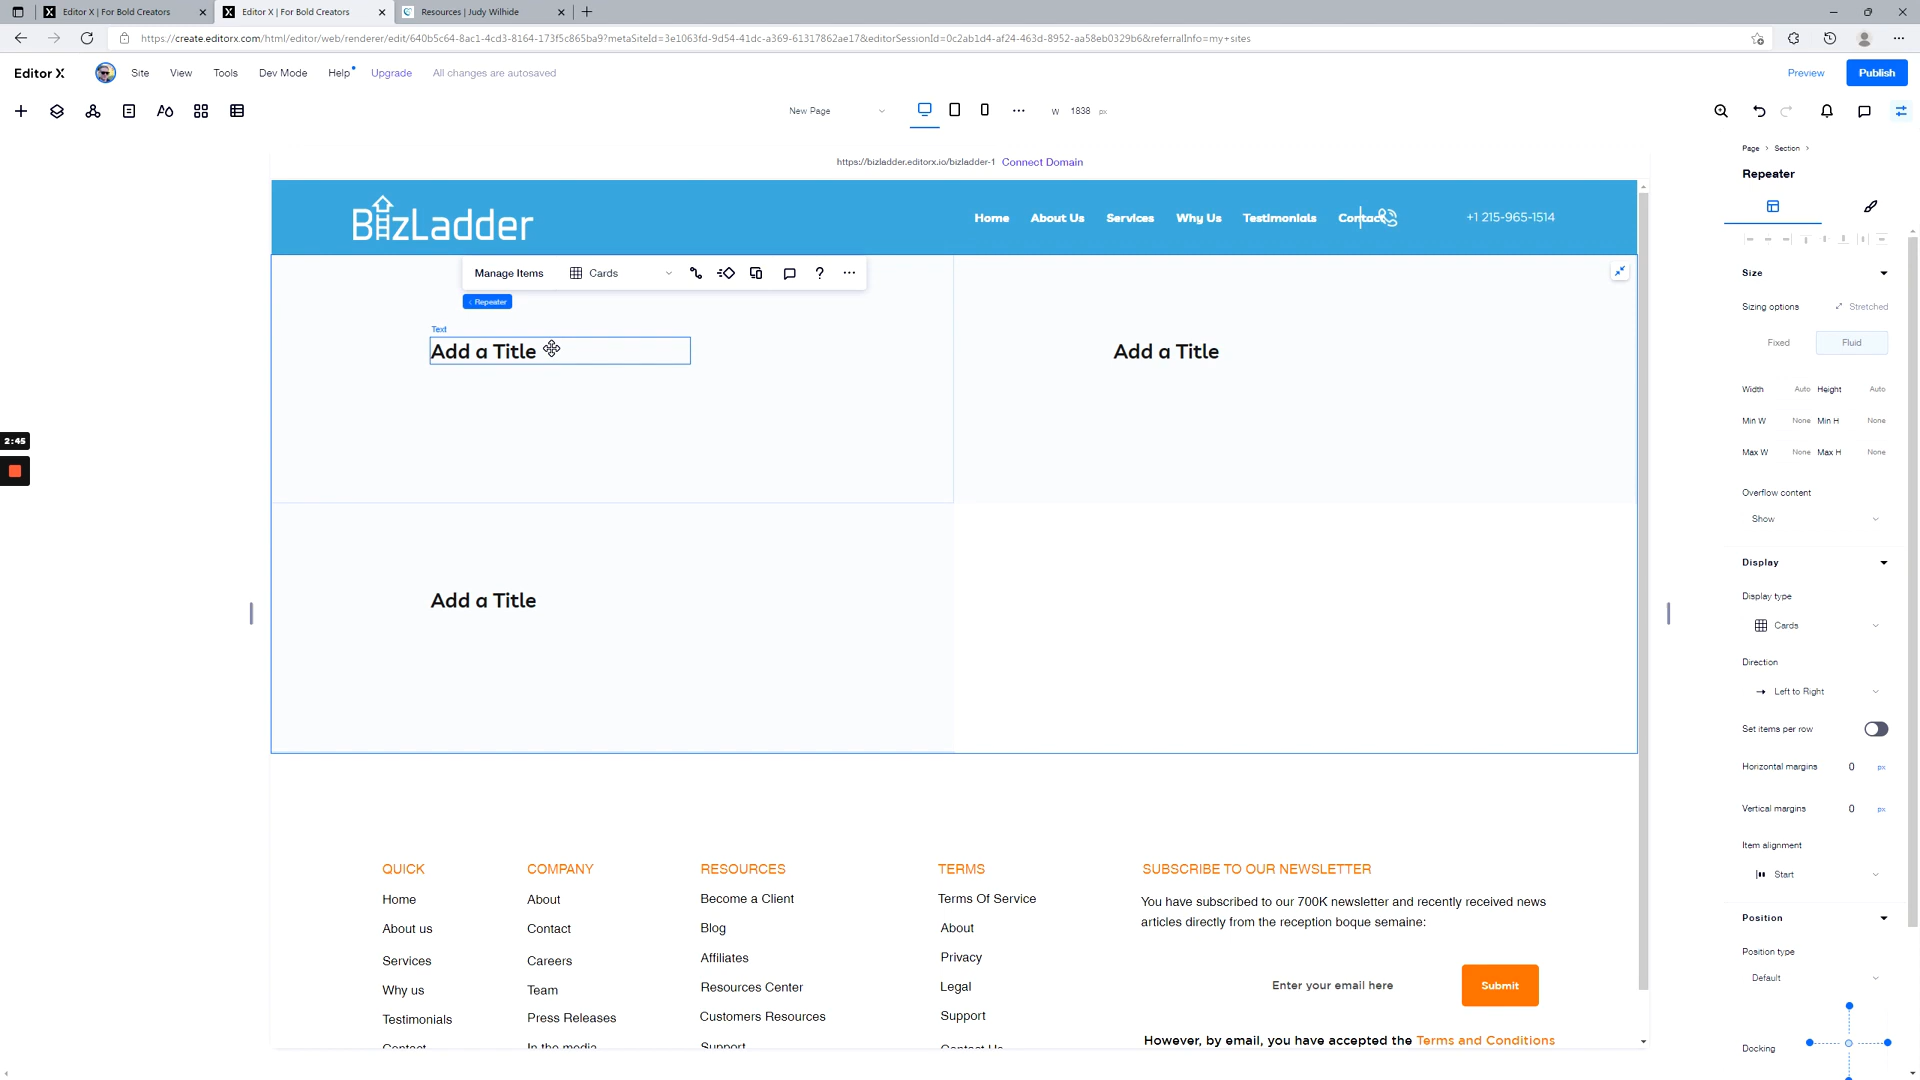 Editor X | For Bold Creators
Editor X | For Bold Creators
Resources | Judy Wilhide
https://create.editorx.com/html/editor/web/renderer/edit/640b5c64-8ac1-4cd3-8164-173f5c865ba9?metaSiteId=3e1063fd-9d54-41dc-a369-61317862ae17&editorSessionId=0c2ab1d4-af24-463d-8952-aa58eb0329b6&referralInfo=my+sites
Editor X
Site
View
Tools
Dev Mode
Help
Upgrade
All changes are autosaved
Preview
Publish
New Page
W 1838 px
Page > Section >
https://bizladder.editorx.io/bizladder-1 Connect Domain
Repeater
BizLadder
Home
About Us
Services
Why Us
Testimonials
Contact
+1 215-965-1514
Manage Items
Cards
< Repeater
Text
Add a Title
Add a Title
Add a Title
2:45
Size
Sizing options
Stretched
Fixed
Fluid
Width Auto Height Auto
Min W None Min H None
Max W None Max H None
Overflow content
Show
Display
Display type
Cards
Direction
Left to Right
Set items per row
Horizontal margins 0 px
Vertical margins 0 px
Item alignment
Start
Position
Position type
Default
Docking
QUICK
Home
About us
Services
Why us
Testimonials
Contact
COMPANY
About
Contact
Careers
Team
Press Releases
In the media
RESOURCES
Become a Client
Blog
Affiliates
Resources Center
Customers Resources
Support
TERMS
Terms Of Service
About
Privacy
Legal
Support
Contact Us
SUBSCRIBE TO OUR NEWSLETTER
You have subscribed to our 700K newsletter and recently received news
articles directly from the reception boque semaine:
Enter your email here
Submit
However, by email, you have accepted the Terms and Conditions